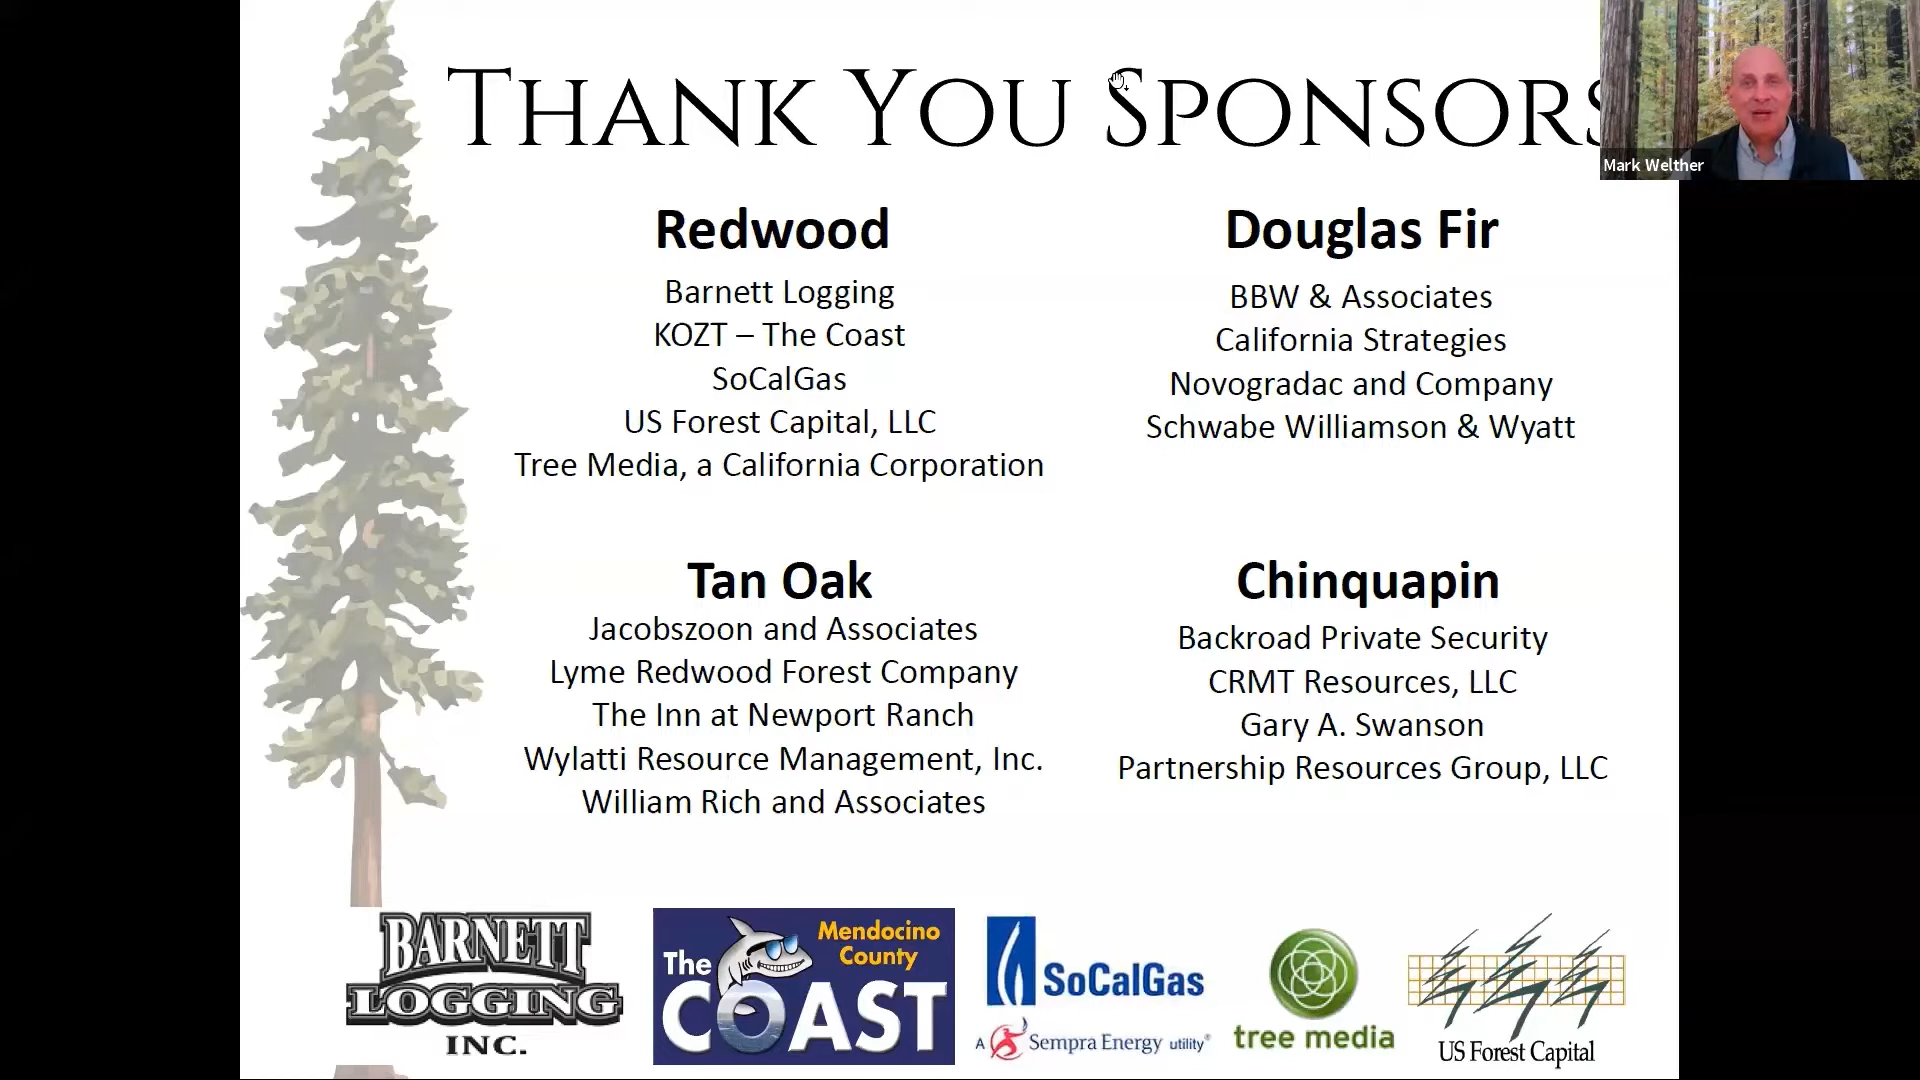 THANK YOU SPONSORS
Mark Welther
Redwood
Barnett Logging
KOZT – The Coast
SoCalGas
US Forest Capital, LLC
Tree Media, a California Corporation
Douglas Fir
BBW & Associates
California Strategies
Novogradac and Company
Schwabe Williamson & Wyatt
Tan Oak
Jacobszoon and Associates
Lyme Redwood Forest Company
The Inn at Newport Ranch
Wylatti Resource Management, Inc.
William Rich and Associates
Chinquapin
Backroad Private Security
CRMT Resources, LLC
Gary A. Swanson
Partnership Resources Group, LLC
BARNETT
LOGGING
INC.
Mendocino
County
The
COAST
SoCalGas
A Sempra Energy utility®
tree media
US Forest Capital